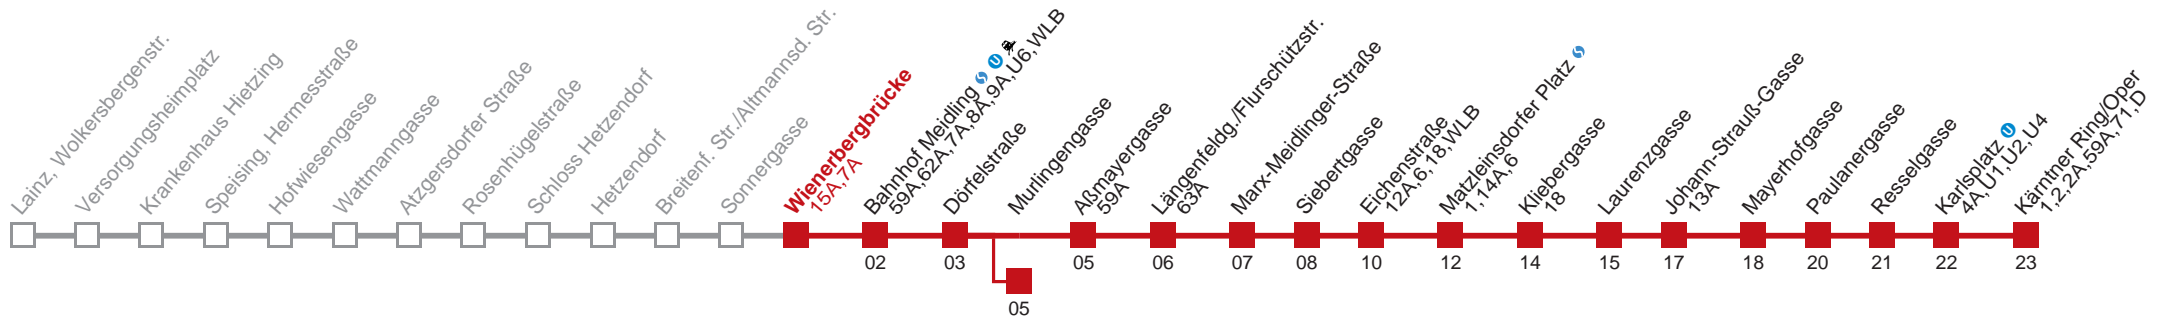 Lainz, Wolkersbergenstr.
Versorgungsheimplatz
Krankenhaus Hietzing
Speising, Hermesstraße
Hofwiesengasse
Wattmanngasse
Atzgersdorfer Straße
Rosenhügelstraße
Schloss Hetzendorf
Hetzendorf
Breitenf. Str./Altmannsd. Str.
Sonnergasse
Wienerbergbrücke
15A,7A
Bahnhof Meidling S U
59A,62A,7A,8A,9A,U6,WLB
02
Dörfelstraße
03
Murlingengasse
05
Aßmayergasse
59A
05
Längenfeldg./Flurschützstr.
63A
06
Marx-Meidlinger-Straße
07
Siebertgasse
08
Eichenstraße
12A,6,18,WLB
10
Matzleinsdorfer Platz S
1,14A,6
12
Kliebergasse
18
14
Laurenzgasse
15
Johann-Strauß-Gasse
13A
17
Mayerhofgasse
18
Paulanergasse
20
Resselgasse
21
Karlsplatz U
4A,U1,U2,U4
22
Kärntner Ring/Oper
1,2,2A,59A,71,D
23